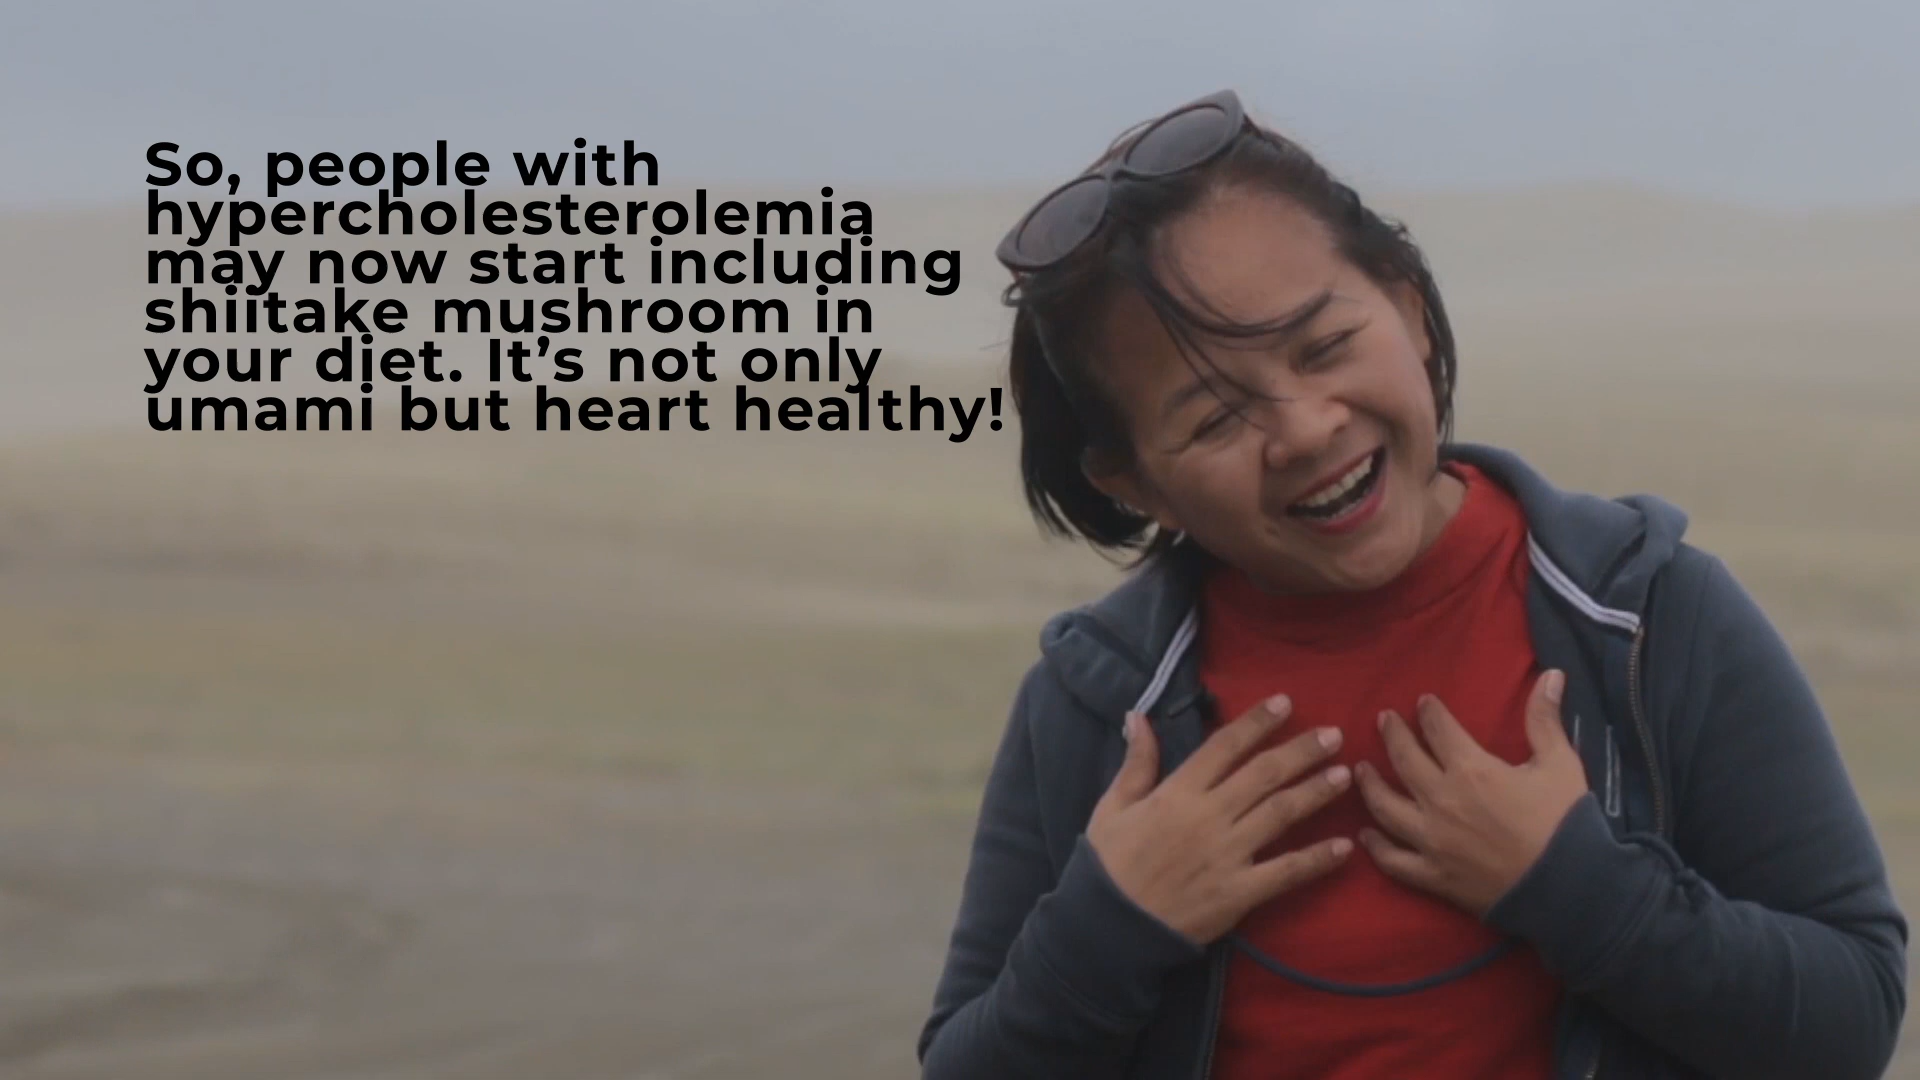 So, people with
hypercholesterolemia
may now start including
shiitake mushroom in
your diet. It’s not only
umami but heart healthy!